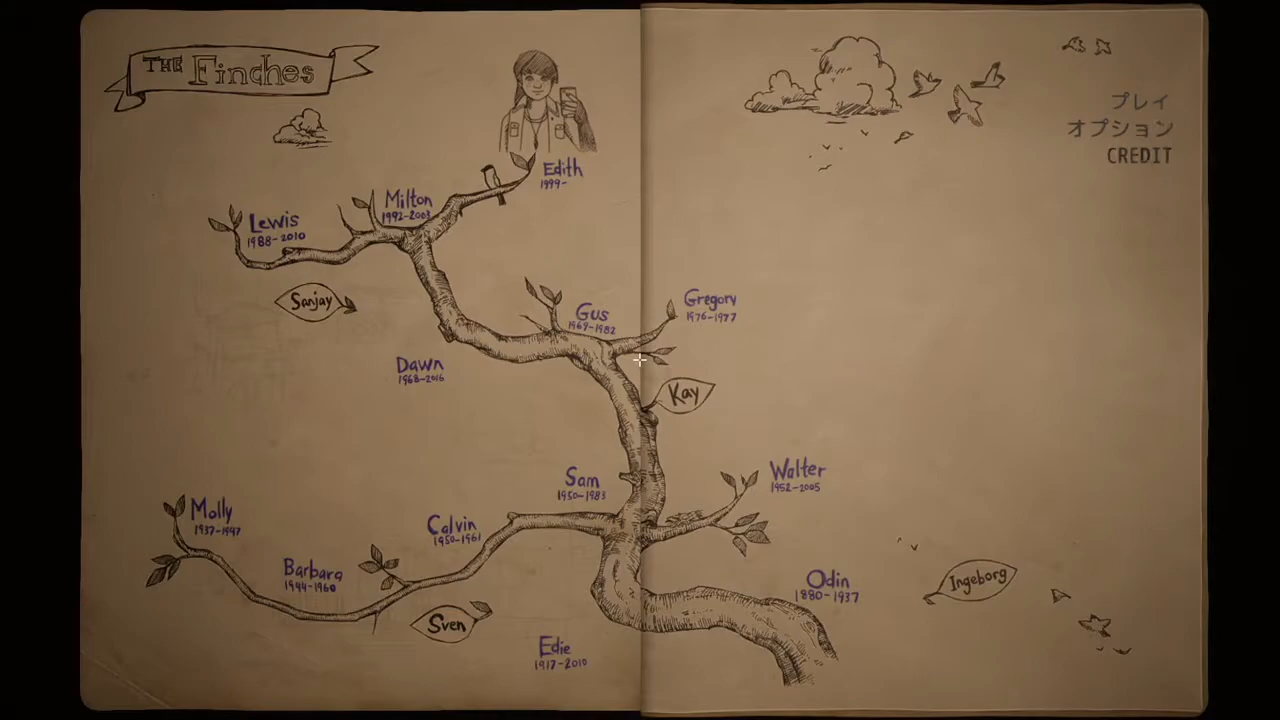 THE Finches
プレイ
オプション
CREDIT
Edith
1999-
Milton
1992-2003
Lewis
1988-2010
Sanjay
Gus
1969-1982
Gregory
1976-1977
Dawn
1968-2016
Kay
Sam
1950-1983
Walter
1952-2005
Molly
1937-1947
Calvin
1950-1961
Barbara
1944-1960
Sven
Odin
1880-1937
Ingeborg
Edie
1917-2010